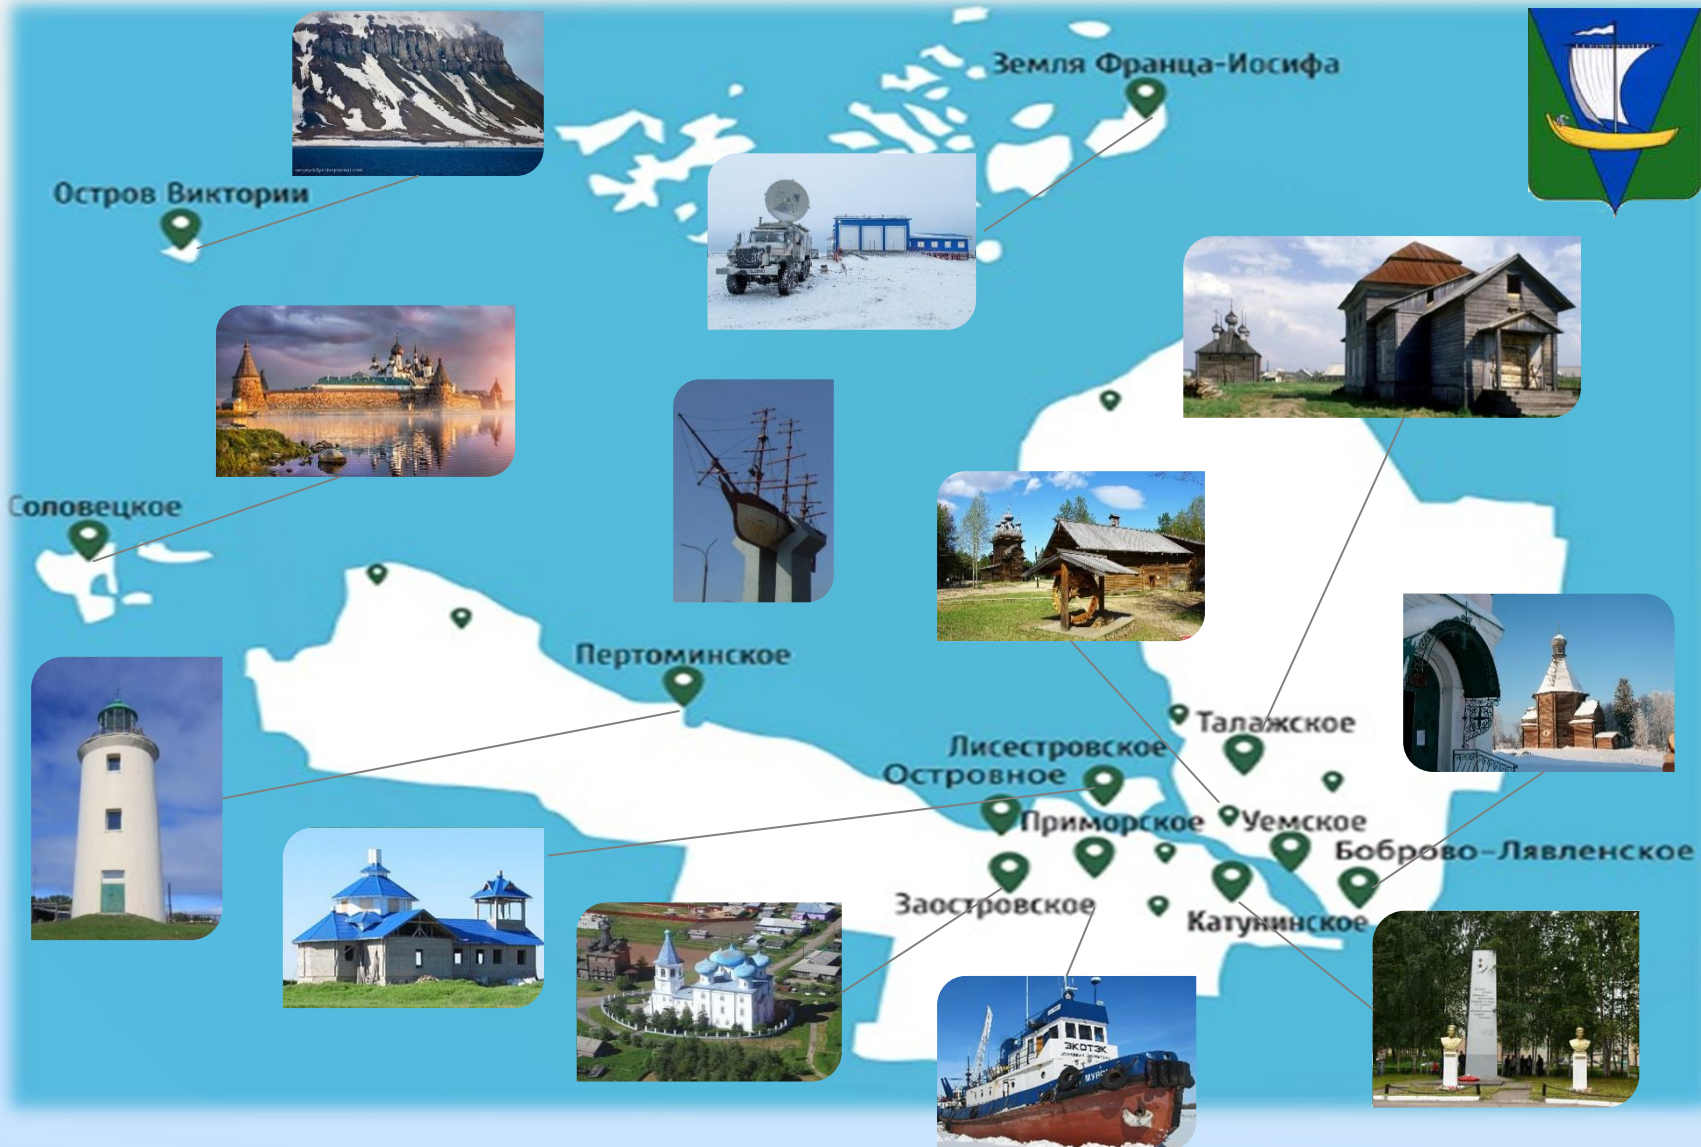 Земля Франца-Иосифа
Остров Виктории
Соловецкое
Пертоминское
Талажское
Лисестровское
Островное
Приморское
Уемское
Боброво-Лявленское
Заостровское
Катунинское
ЭКОТЭК